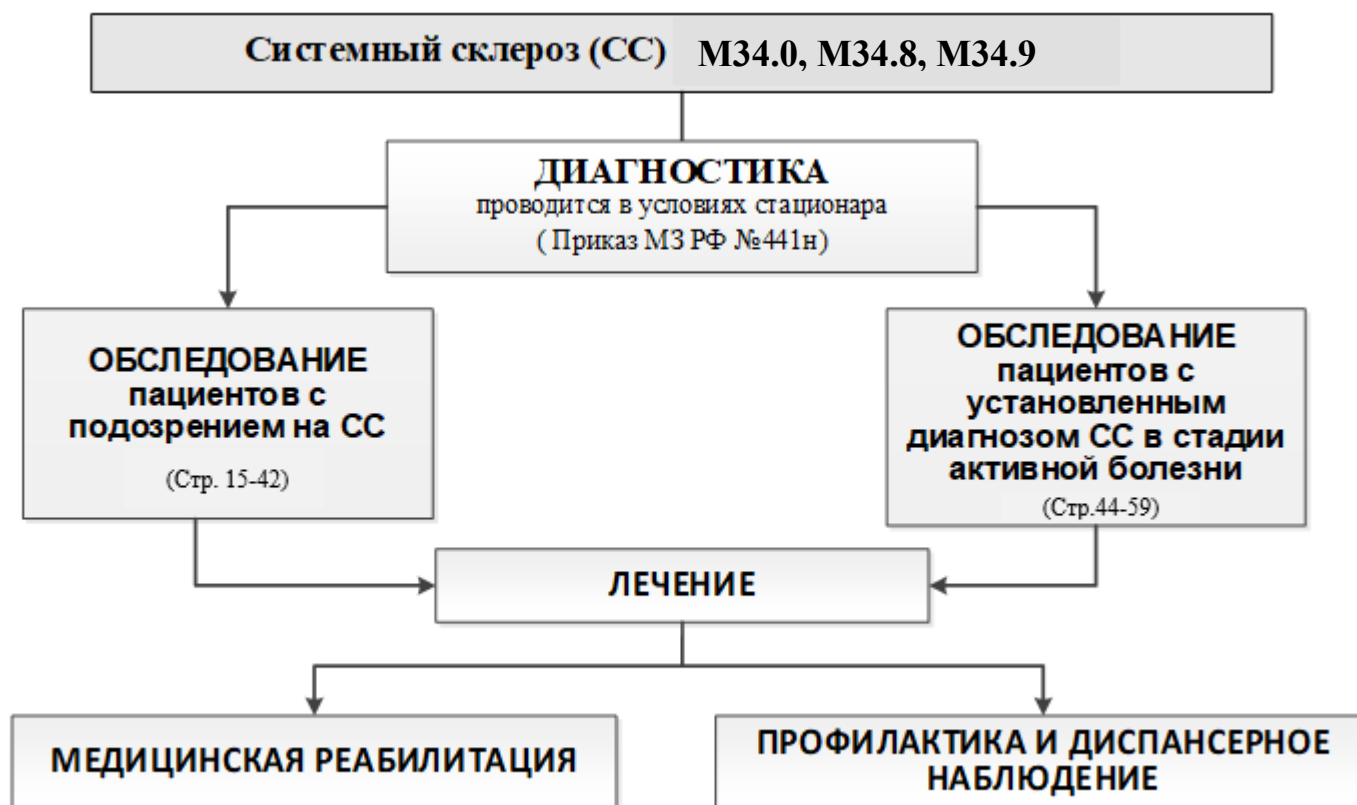 Системный склероз (СС) М34.0, М34.8, М34.9
ДИАГНОСТИКА
проводится в условиях стационара
( Приказ МЗ РФ №441н)
ОБСЛЕДОВАНИЕ
пациентов с
подозрением на СС
(Стр. 15-42)
ОБСЛЕДОВАНИЕ
пациентов с
установленным
диагнозом СС в стадии
активной болезни
(Стр.44-59)
ЛЕЧЕНИЕ
МЕДИЦИНСКАЯ РЕАБИЛИТАЦИЯ
ПРОФИЛАКТИКА И ДИСПАНСЕРНОЕ
НАБЛЮДЕНИЕ